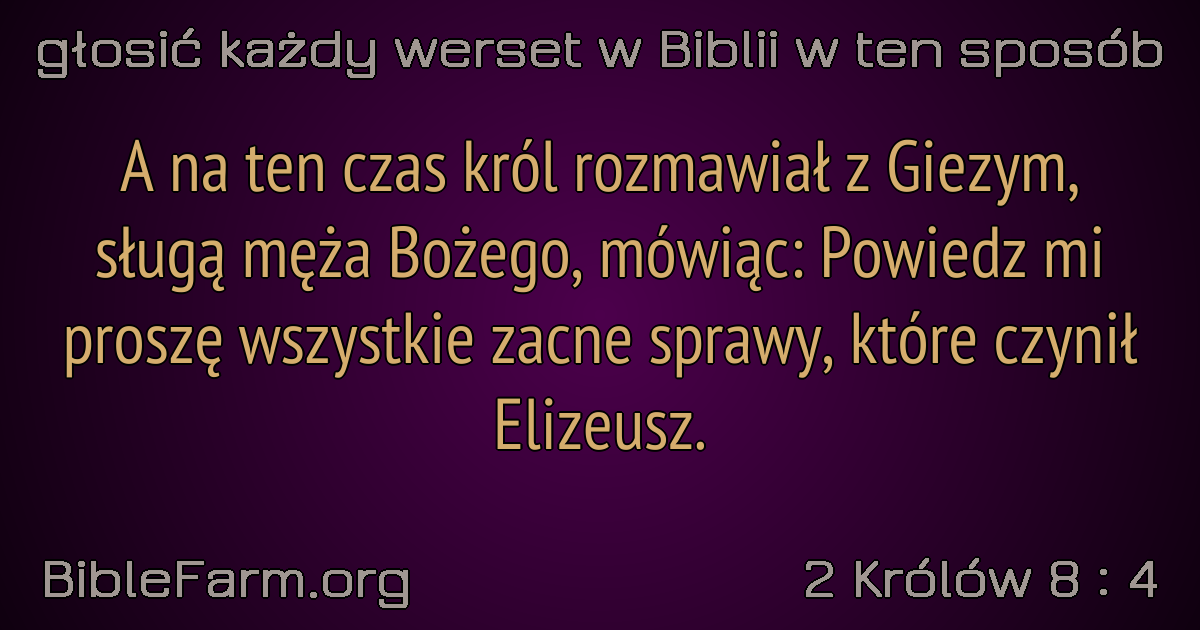 głosić każdy werset w Biblii w ten sposób
A na ten czas król rozmawiał z Giezym,
sługą męża Bożego, mówiąc: Powiedz mi
proszę wszystkie zacne sprawy, które czynił
Elizeusz.
BibleFarm.org
2 Królów 8 : 4